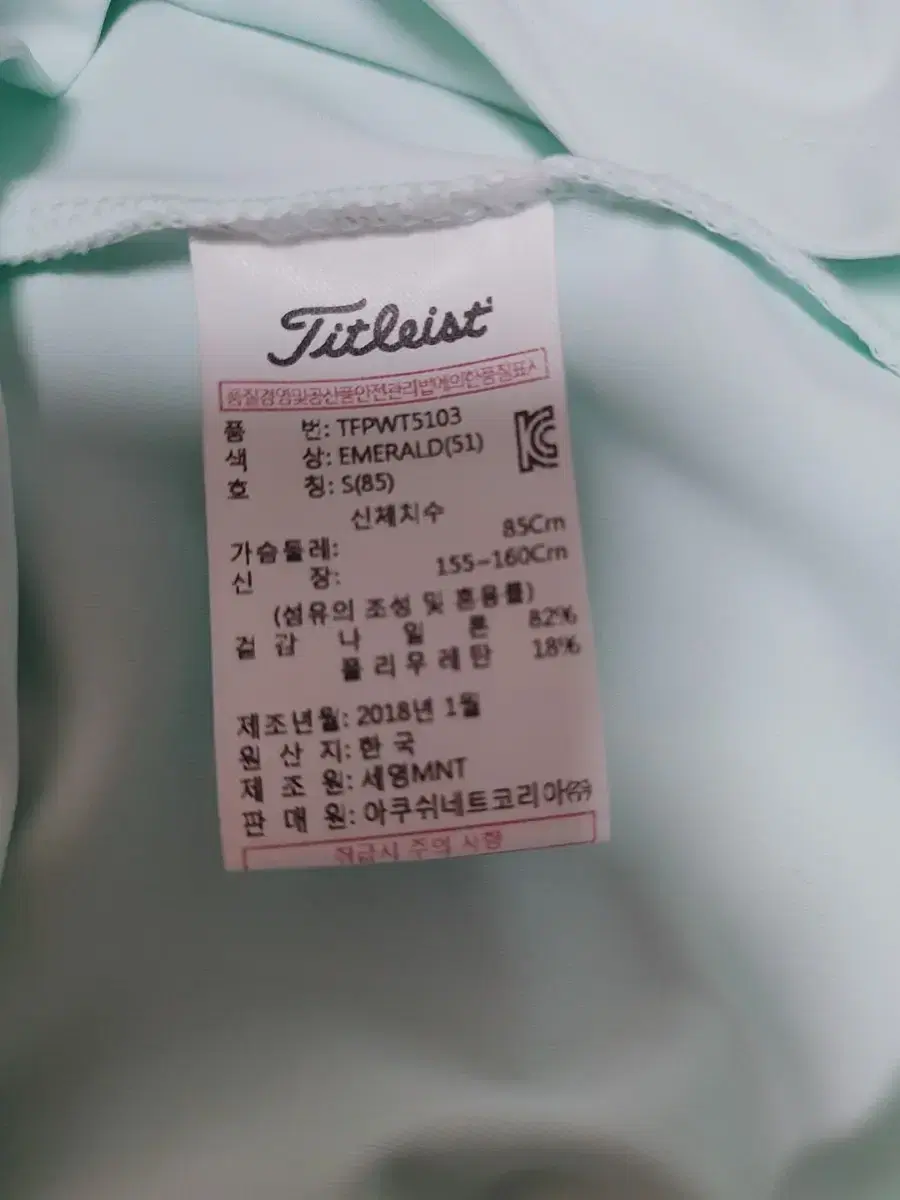 Titleist
품질경영및공산품안전관리법에의한품질표시
품 번: TFPWT5103
색 상: EMERALD(51)
호 칭: S(85)
신체치수
가슴둘레: 85Cm
신 장: 155-160Cm
(섬유의 조성 및 혼용률)
겉감 나 일 론 82%
폴리우레탄 18%
제조년월: 2018년 1월
원 산 지: 한국
제 조 원: 세영MNT
판 매 원: 아쿠쉬네트코리아㈜
취급시 주의 사항